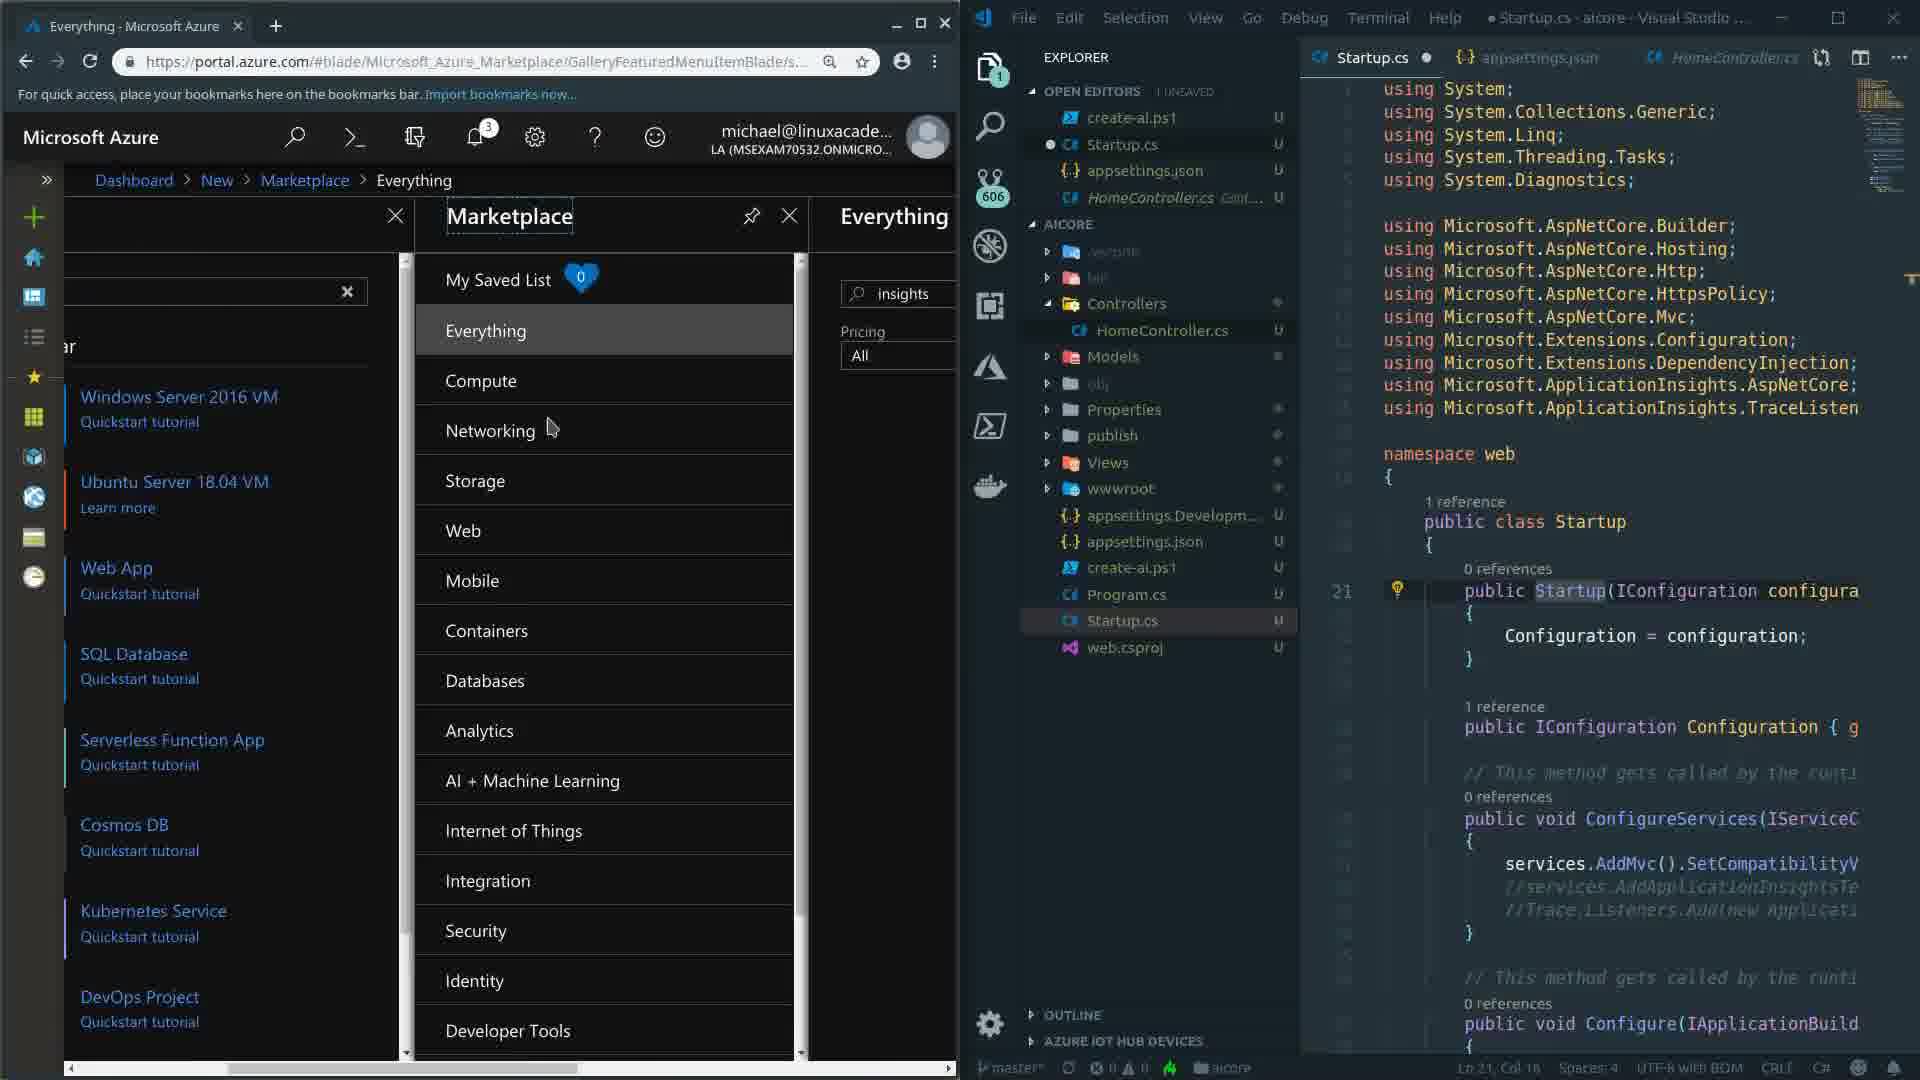 Everything - Microsoft Azure
https://portal.azure.com/#blade/Microsoft_Azure_Marketplace/GalleryFeaturedMenuItemBlade/s...
For quick access, place your bookmarks here on the bookmarks bar. Import bookmarks now...
Microsoft Azure
3
michael@linuxacade...
LA (MSEXAM70532.ONMICRO...
Dashboard > New > Marketplace > Everything
ar
Windows Server 2016 VM
Quickstart tutorial
Ubuntu Server 18.04 VM
Learn more
Web App
Quickstart tutorial
SQL Database
Quickstart tutorial
Serverless Function App
Quickstart tutorial
Cosmos DB
Quickstart tutorial
Kubernetes Service
Quickstart tutorial
DevOps Project
Quickstart tutorial
Marketplace
My Saved List 0
Everything
Compute
Networking
Storage
Web
Mobile
Containers
Databases
Analytics
AI + Machine Learning
Internet of Things
Integration
Security
Identity
Developer Tools
Everything
insights
Pricing
All
File Edit Selection View Go Debug Terminal Help ● Startup.cs - aicore - Visual Studio ...
1
606
EXPLORER
OPEN EDITORS 1 UNSAVED
create-ai.ps1 U
Startup.cs U
appsettings.json U
HomeController.cs Cont... U
AICORE
.vscode
bin
Controllers
HomeController.cs U
Models
obj
Properties
publish
Views
wwwroot
appsettings.Developm... U
appsettings.json U
create-ai.ps1 U
Program.cs U
Startup.cs U
web.csproj U
OUTLINE
AZURE IOT HUB DEVICES
Startup.cs
appsettings.json
HomeController.cs
using System;
using System.Collections.Generic;
using System.Linq;
using System.Threading.Tasks;
using System.Diagnostics;
using Microsoft.AspNetCore.Builder;
using Microsoft.AspNetCore.Hosting;
using Microsoft.AspNetCore.Http;
using Microsoft.AspNetCore.HttpsPolicy;
using Microsoft.AspNetCore.Mvc;
using Microsoft.Extensions.Configuration;
using Microsoft.Extensions.DependencyInjection;
using Microsoft.ApplicationInsights.AspNetCore;
using Microsoft.ApplicationInsights.TraceListen
namespace web
{
1 reference
public class Startup
{
0 references
21 public Startup(IConfiguration configura
{
Configuration = configuration;
}
1 reference
public IConfiguration Configuration { g
// This method gets called by the runti
0 references
public void ConfigureServices(IServiceC
{
services.AddMvc().SetCompatibilityV
//services.AddApplicationInsightsTe
//Trace.Listeners.Add(new Applicati
}
// This method gets called by the runti
0 references
public void Configure(IApplicationBuild
{
master* 0 0 aicore Ln 21, Col 16 Spaces: 4 UTF-8 with BOM CRLF C#